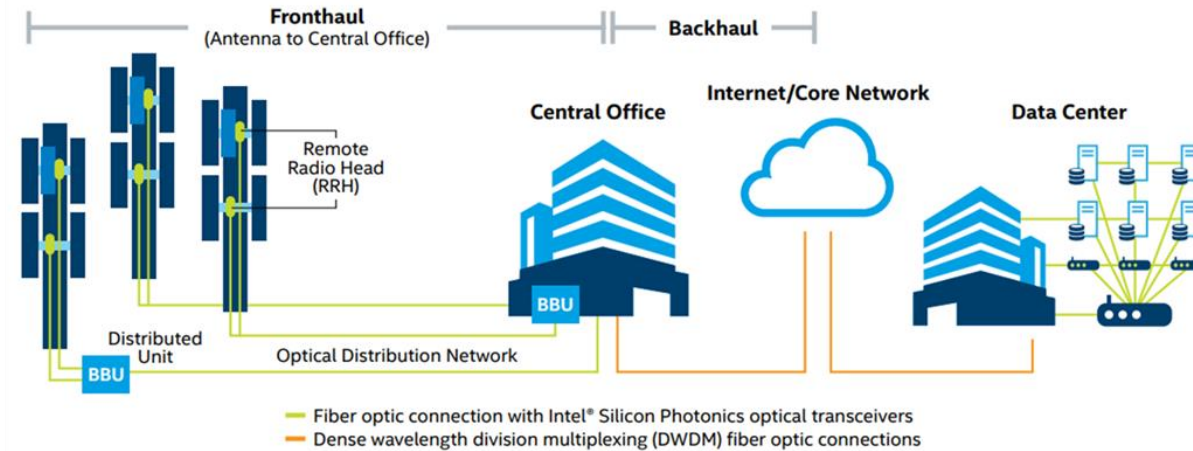 Fronthaul
(Antenna to Central Office)
Backhaul
Internet/Core Network
Central Office
Data Center
Remote
Radio Head
(RRH)
BBU
Distributed
Unit
Optical Distribution Network
BBU
Fiber optic connection with Intel® Silicon Photonics optical transceivers
Dense wavelength division multiplexing (DWDM) fiber optic connections